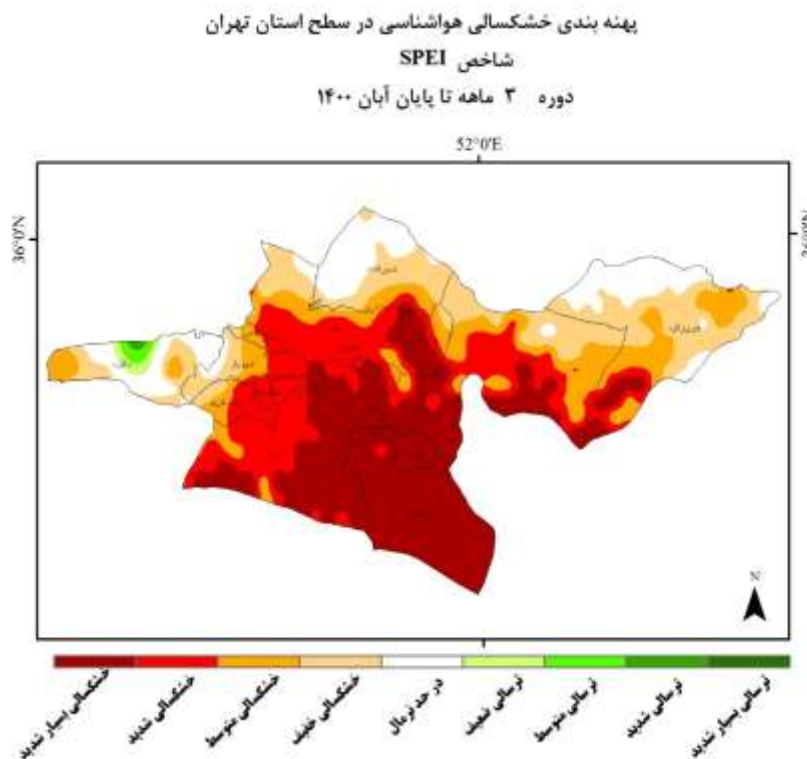 پهنه بندی خشکسالی هواشناسی در سطح استان تهران
شاخص SPEI
دوره ۳ ماهه تا پایان آبان ۱۴۰۰
52°0'E
36°0'N
36°0'N
N
خشکسالی بسیار شدید
خشکسالی شدید
خشکسالی متوسط
خشکسالی خفیف
در حد نرمال
ترسالی ضعیف
ترسالی متوسط
ترسالی شدید
ترسالی بسیار شدید